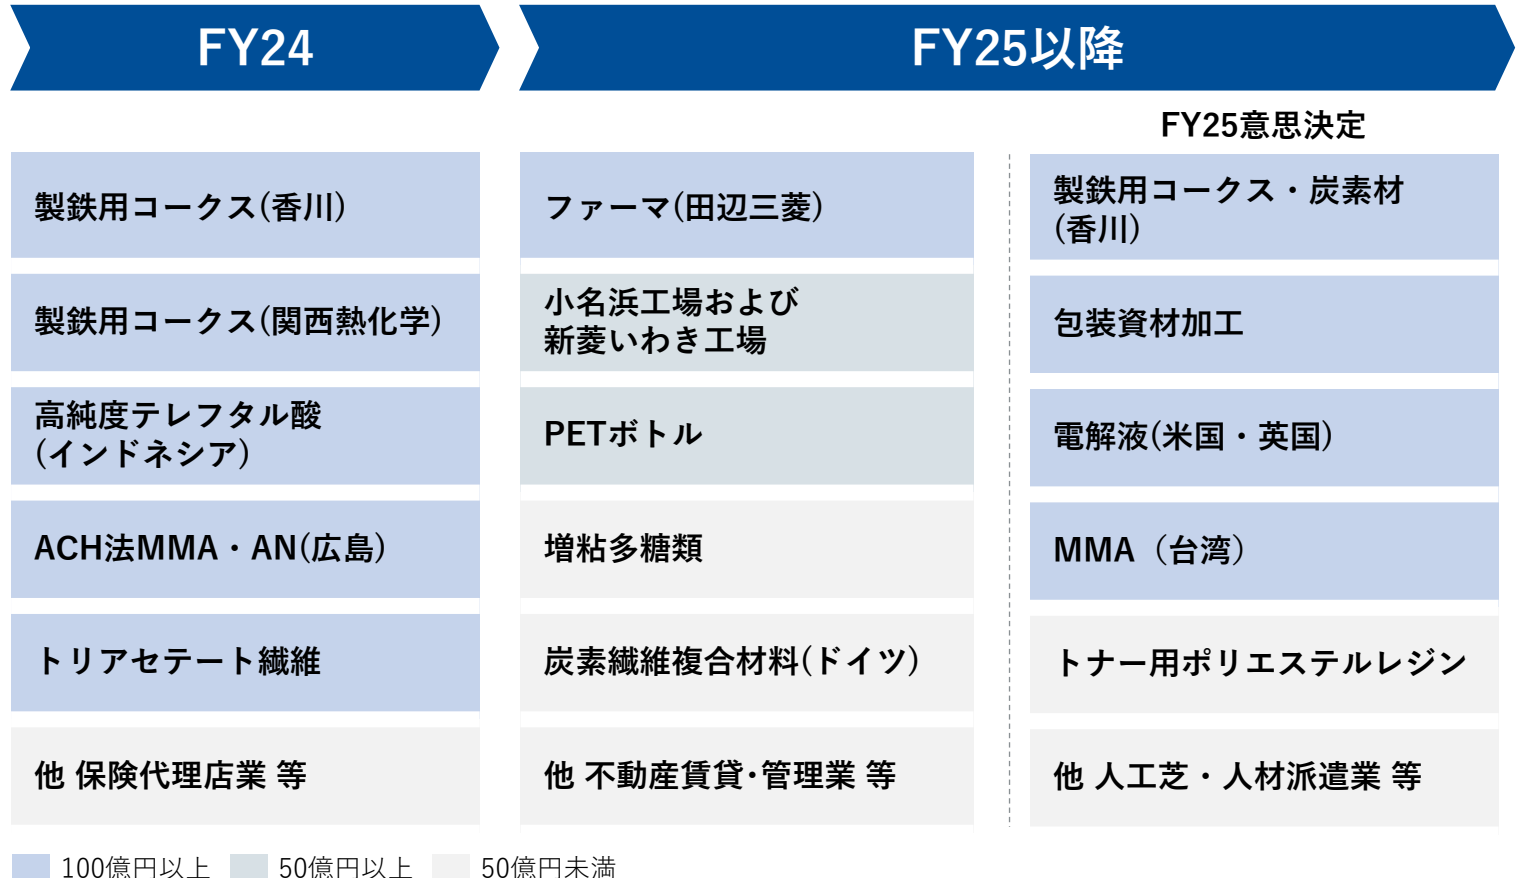 FY24
FY25以降
FY25意思決定
製鉄用コークス(香川)
製鉄用コークス(関西熱化学)
高純度テレフタル酸
(インドネシア)
ACH法MMA・AN(広島)
トリアセテート繊維
他 保険代理店業 等
ファーマ(田辺三菱)
小名浜工場および
新菱いわき工場
PETボトル
増粘多糖類
炭素繊維複合材料(ドイツ)
他 不動産賃貸･管理業 等
製鉄用コークス・炭素材
(香川)
包装資材加工
電解液(米国・英国)
MMA（台湾）
トナー用ポリエステルレジン
他 人工芝・人材派遣業 等
100億円以上 50億円以上 50億円未満